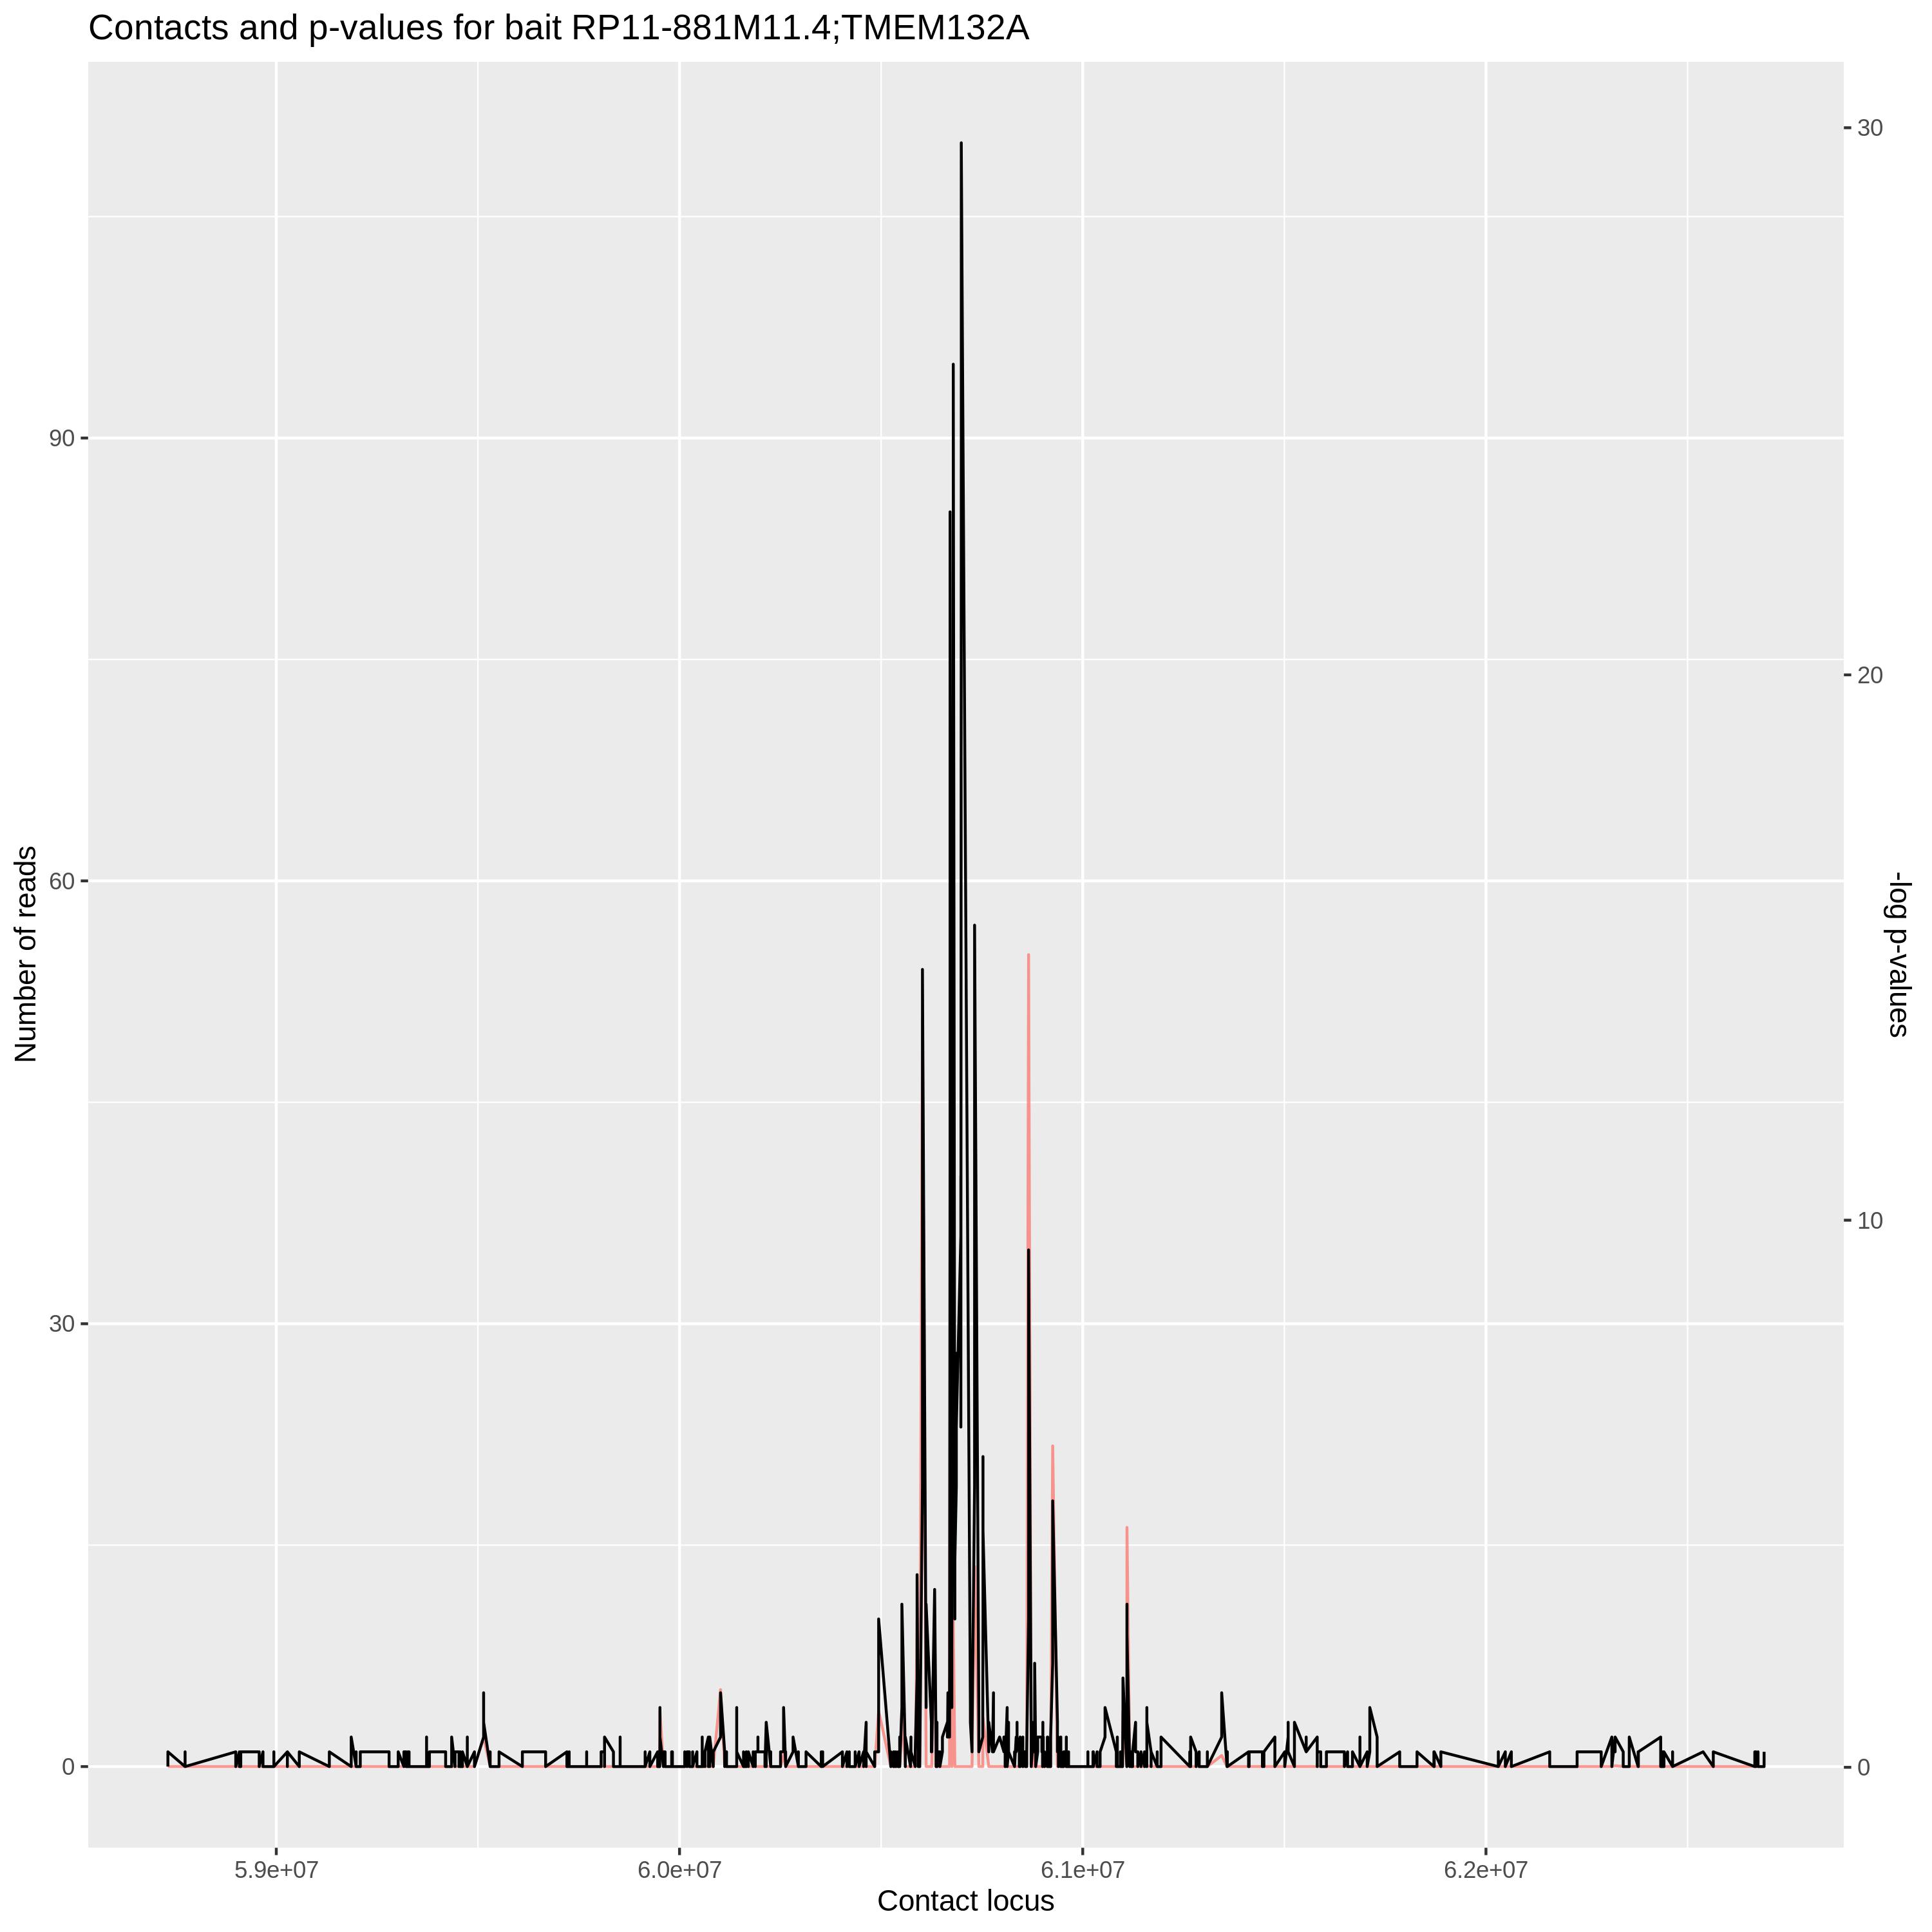 Contacts and p-values for bait RP11-881M11.4;TMEM132A
Number of reads
90
60
30
0
30
20
10
0
-log p-values
5.9e+07 6.0e+07 6.1e+07 6.2e+07
Contact locus